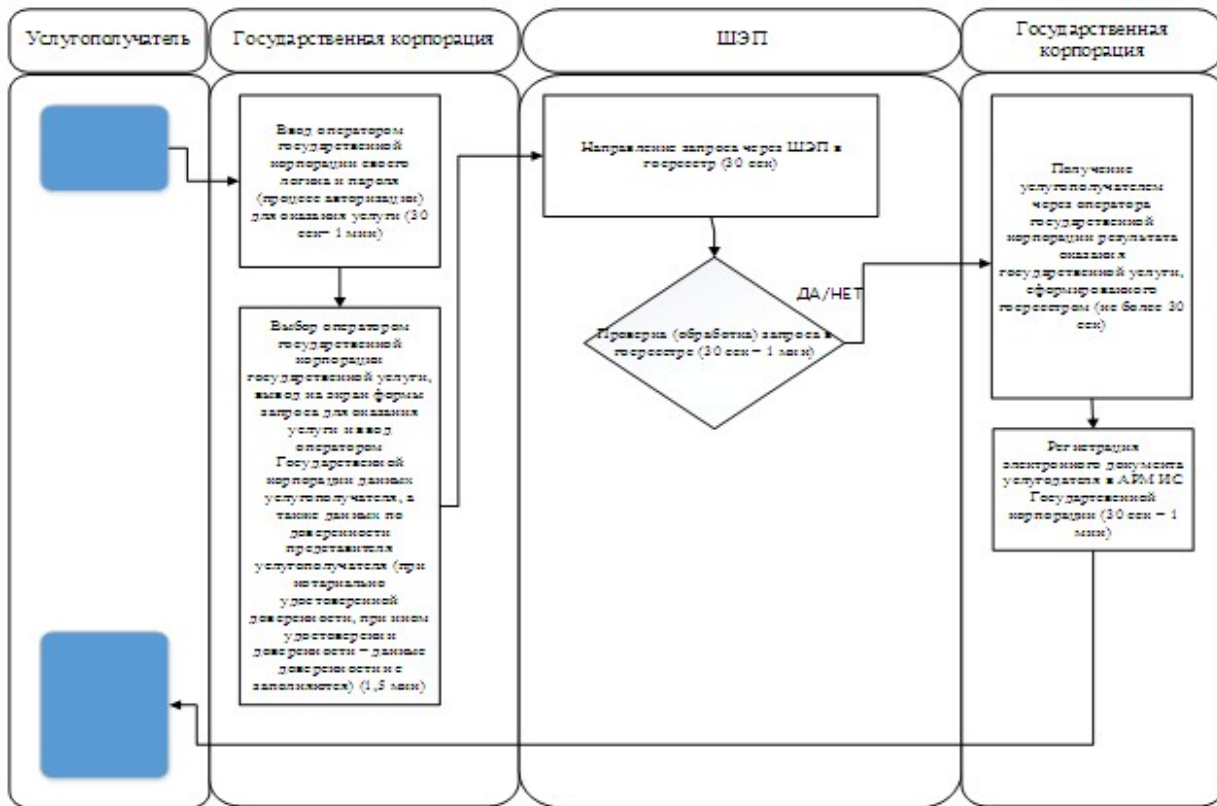 Услугополучатель
Государственная корпорация
ШЭП
Государственная
корпорация
Ввод оператором
государственной
корпорации своего
логина и пароля
(процесс авторизации)
для оказания услуги (30
сек– 1 мин)
Выбор оператором
государственной
корпорации
государственной услуги,
вывод на экран формы
запроса для оказания
услуги и ввод
оператором
Государственной
корпорации данных
услугополучателя, а
также данных по
доверенности
представителя
услугополучателя (при
нотариально
удостоверенной
доверенности, при ином
удостоверении
доверенности – данные
доверенности не
заполняются) (1,5 мин)
Направление запроса через ШЭП в
госреестр (30 сек)
ДА/НЕТ
Проверка (обработка) запроса в
госреестре (30 сек – 1 мин)
Получение
услугополучателем
через оператора
государственной
корпорации результата
оказания
государственной услуги,
сформированного
госреестром (не более 30
сек)
Регистрация
электронного документа
услугодателя в АРМ ИС
Государтсвенной
корпорации (30 сек – 1
мин)